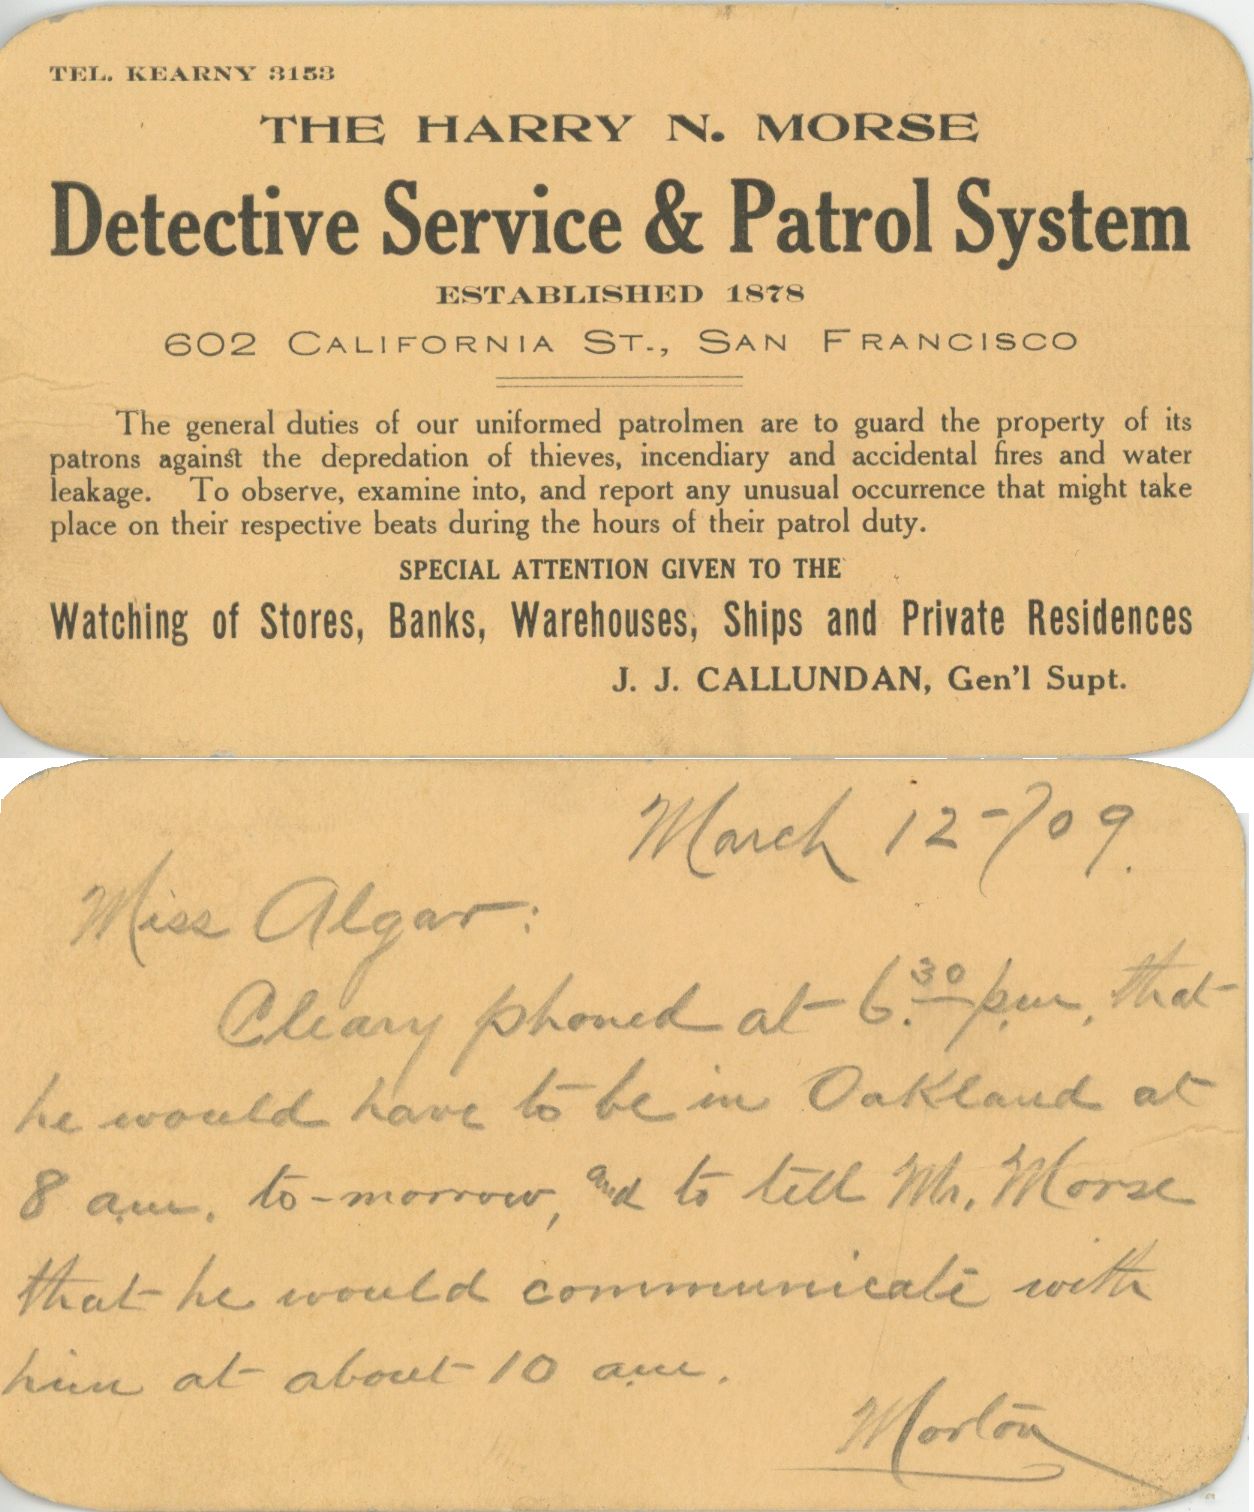 TEL. KEARNY 3153
THE HARRY N. MORSE
Detective Service & Patrol System
ESTABLISHED 1878
602 CALIFORNIA ST., SAN FRANCISCO
The general duties of our uniformed patrolmen are to guard the property of its
patrons against the depredation of thieves, incendiary and accidental fires and water
leakage. To observe, examine into, and report any unusual occurrence that might take
place on their respective beats during the hours of their patrol duty.
SPECIAL ATTENTION GIVEN TO THE
Watching of Stores, Banks, Warehouses, Ships and Private Residences
J. J. CALLUNDAN, Gen'l Supt.
March 12-/09.
Miss Algar:
Cleary phoned at 6.30 p.m. that
he would have to be in Oakland at
8 a.m. to-morrow, and to tell Mr. Morse
that he would communicate with
him at about 10 a.m.
Morton